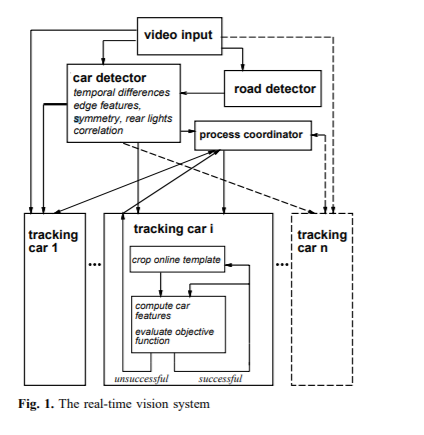 video input
car detector
temporal differences
edge features,
symmetry, rear lights
correlation
road detector
process coordinator
tracking
car 1
...
tracking car i
crop online template
compute car
features
evaluate objective
function
unsuccessful
successful
...
tracking
car n
Fig. 1. The real-time vision system